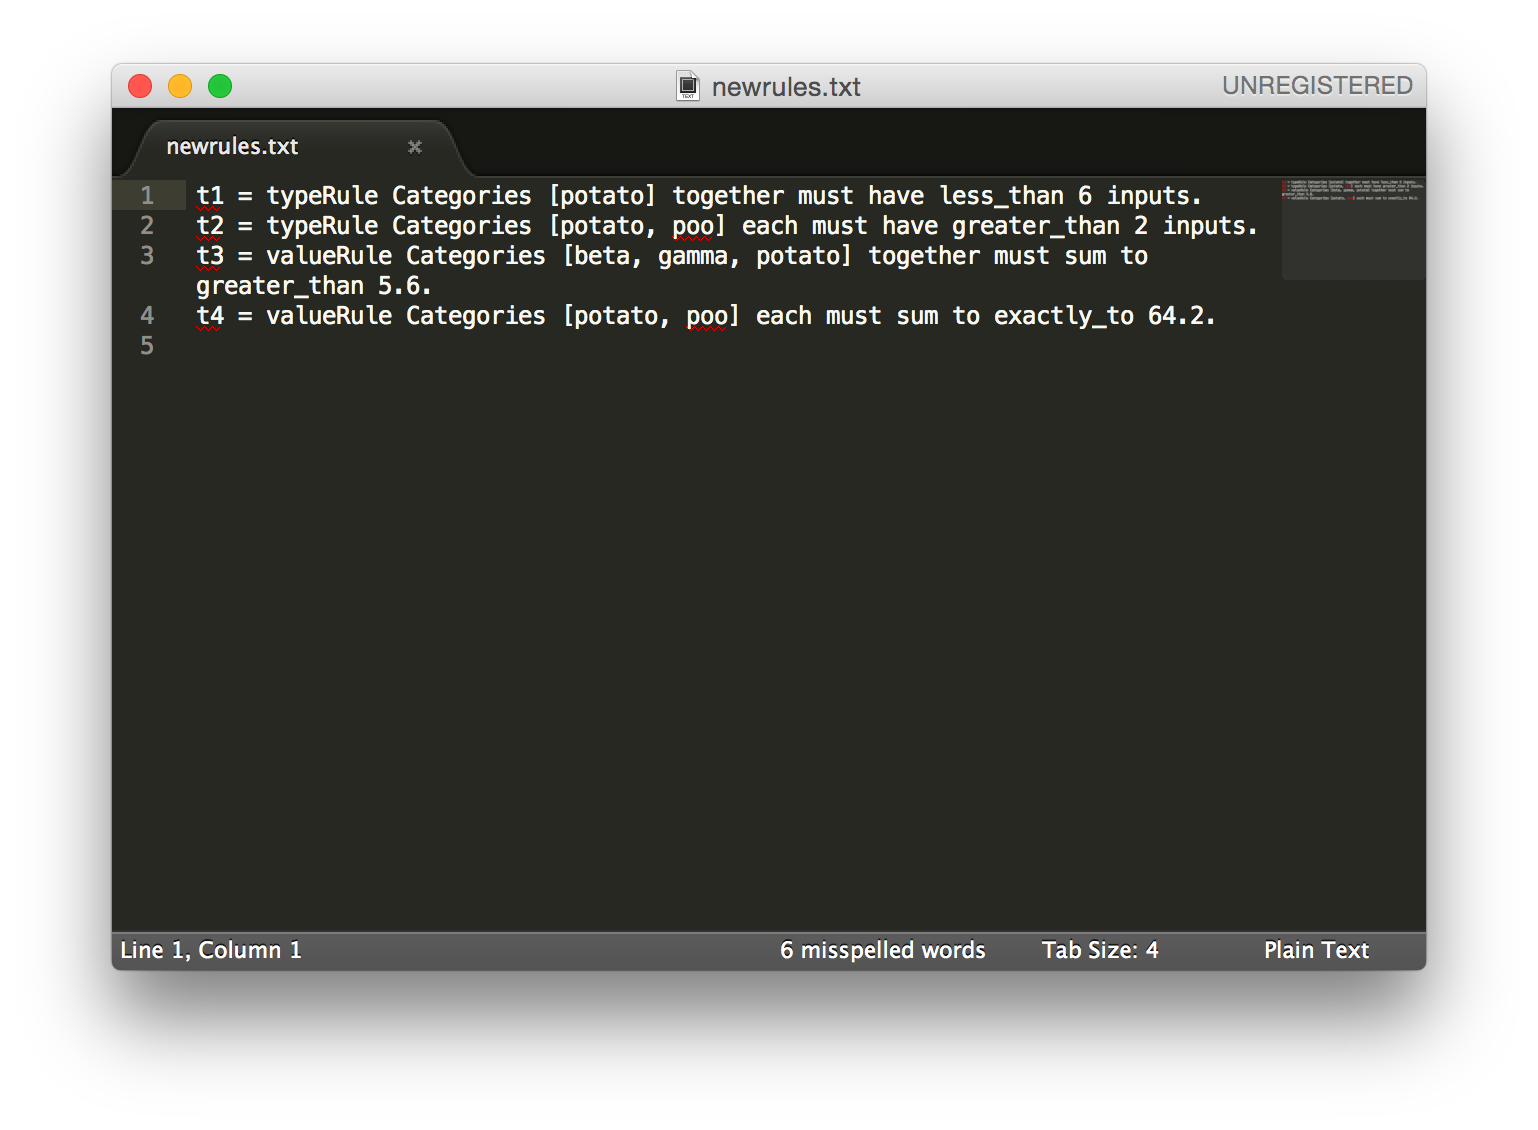 newrules.txt
UNREGISTERED
newrules.txt
1 t1 = typeRule Categories [potato] together must have less_than 6 inputs.
2 t2 = typeRule Categories [potato, poo] each must have greater_than 2 inputs.
3 t3 = valueRule Categories [beta, gamma, potato] together must sum to
greater_than 5.6.
4 t4 = valueRule Categories [potato, poo] each must sum to exactly_to 64.2.
5
Line 1, Column 1
6 misspelled words
Tab Size: 4
Plain Text